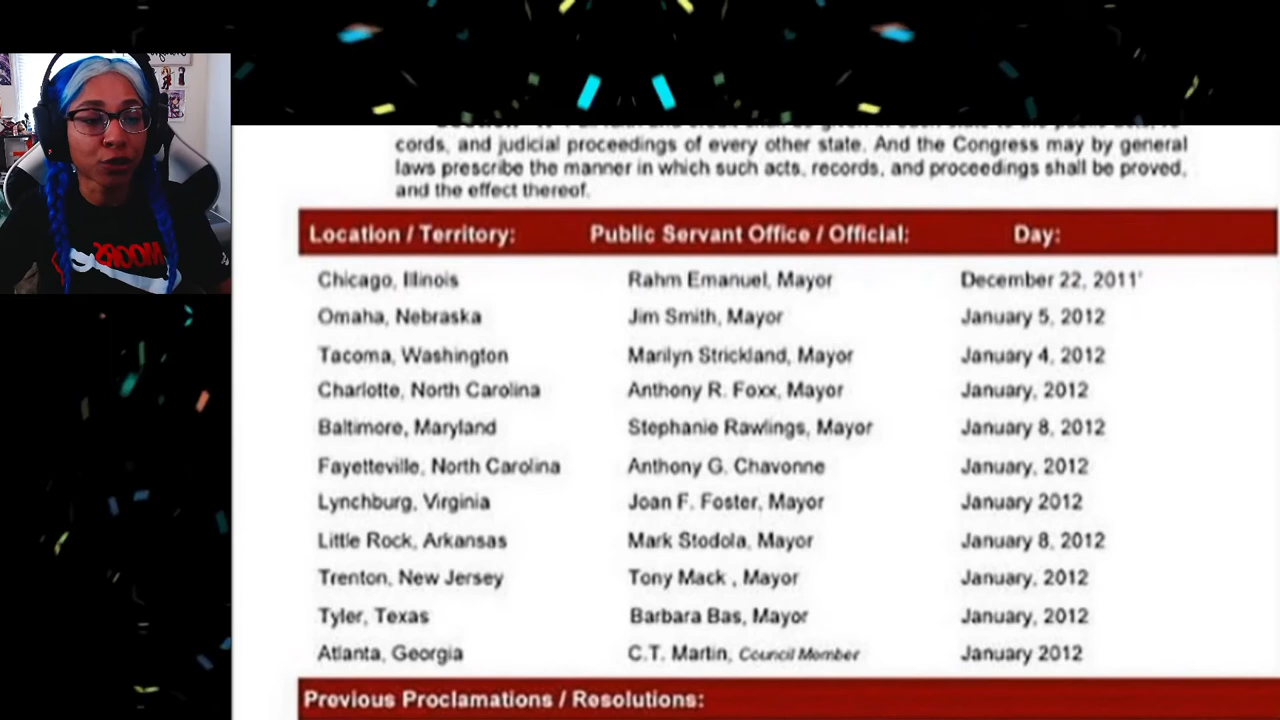 cords, and judicial proceedings of every other state. And the Congress may by general
laws prescribe the manner in which such acts, records, and proceedings shall be proved,
and the effect thereof.
Location / Territory: Public Servant Office / Official: Day:
Chicago, Illinois Rahm Emanuel, Mayor December 22, 2011'
Omaha, Nebraska Jim Smith, Mayor January 5, 2012
Tacoma, Washington Marilyn Strickland, Mayor January 4, 2012
Charlotte, North Carolina Anthony R. Foxx, Mayor January, 2012
Baltimore, Maryland Stephanie Rawlings, Mayor January 8, 2012
Fayetteville, North Carolina Anthony G. Chavonne January, 2012
Lynchburg, Virginia Joan F. Foster, Mayor January 2012
Little Rock, Arkansas Mark Stodola, Mayor January 8, 2012
Trenton, New Jersey Tony Mack , Mayor January, 2012
Tyler, Texas Barbara Bas, Mayor January, 2012
Atlanta, Georgia C.T. Martin, Council Member January 2012
Previous Proclamations / Resolutions:
MOORS